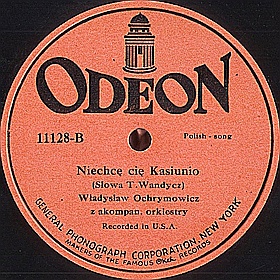 ODEON
11128-B
Polish - song
Niechcę cię Kasiunio
(Słowa T. Wandycz)
Władysław Ochrymowicz
z akompan. orkiestry
Recorded in U.S.A.
GENERAL PHONOGRAPH CORPORATION, NEW YORK
MAKERS OF THE FAMOUS Okeh RECORDS